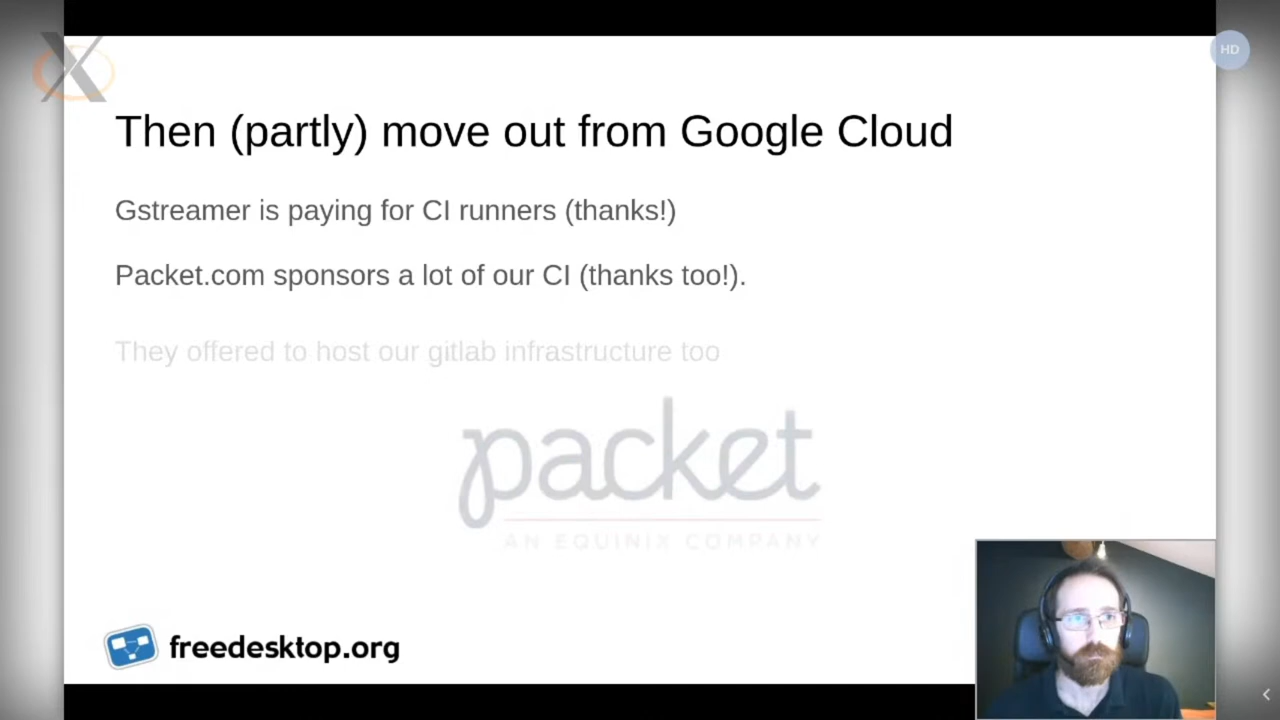 HD
Then (partly) move out from Google Cloud
Gstreamer is paying for CI runners (thanks!)
Packet.com sponsors a lot of our CI (thanks too!).
They offered to host our gitlab infrastructure too
packet
AN EQUINIX COMPANY
freedesktop.org